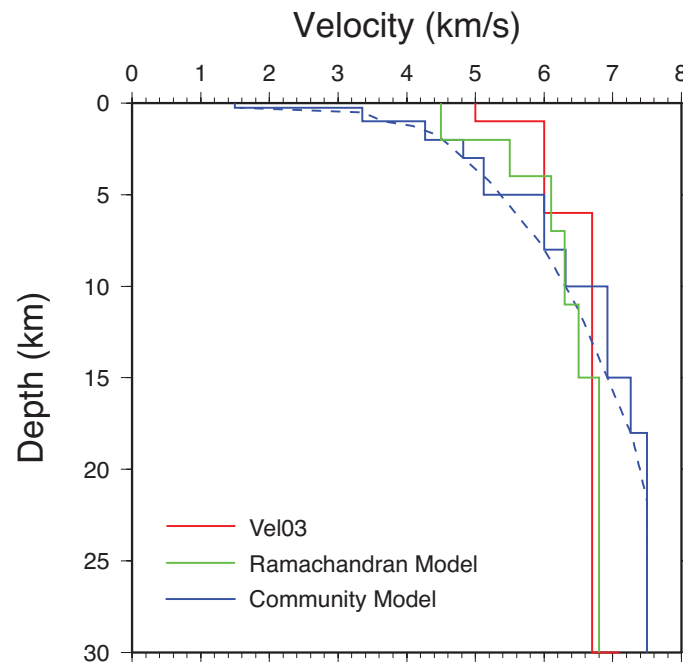 Velocity (km/s)
0 1 2 3 4 5 6 7 8
0
5
10
15
20
25
30
Depth (km)
Vel03
Ramachandran Model
Community Model